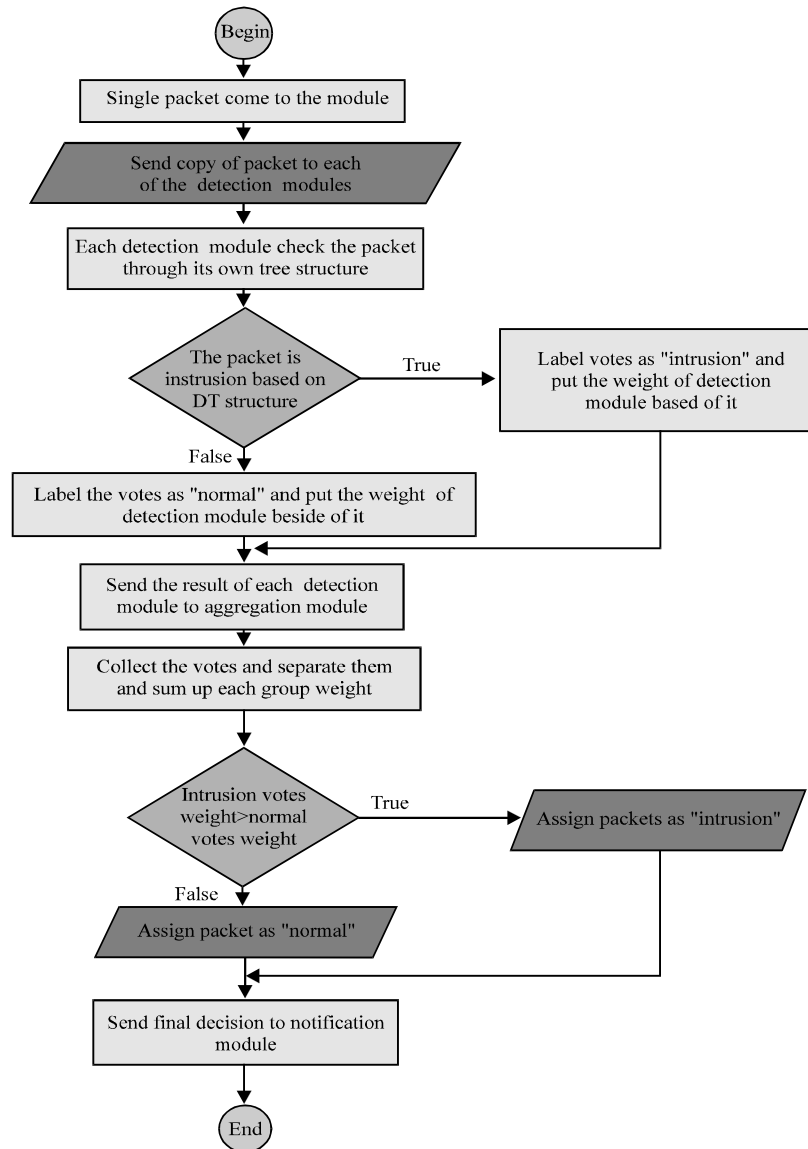 Begin
Single packet come to the module
Send copy of packet to each
of the detection modules
Each detection module check the packet
through its own tree structure
The packet is
instrusion based on
DT structure
True
Label votes as "intrusion" and
put the weight of detection
module based of it
False
Label the votes as "normal" and put the weight of
detection module beside of it
Send the result of each detection
module to aggregation module
Collect the votes and separate them
and sum up each group weight
Intrusion votes
weight>normal
votes weight
True
Assign packets as "intrusion"
False
Assign packet as "normal"
Send final decision to notification
module
End